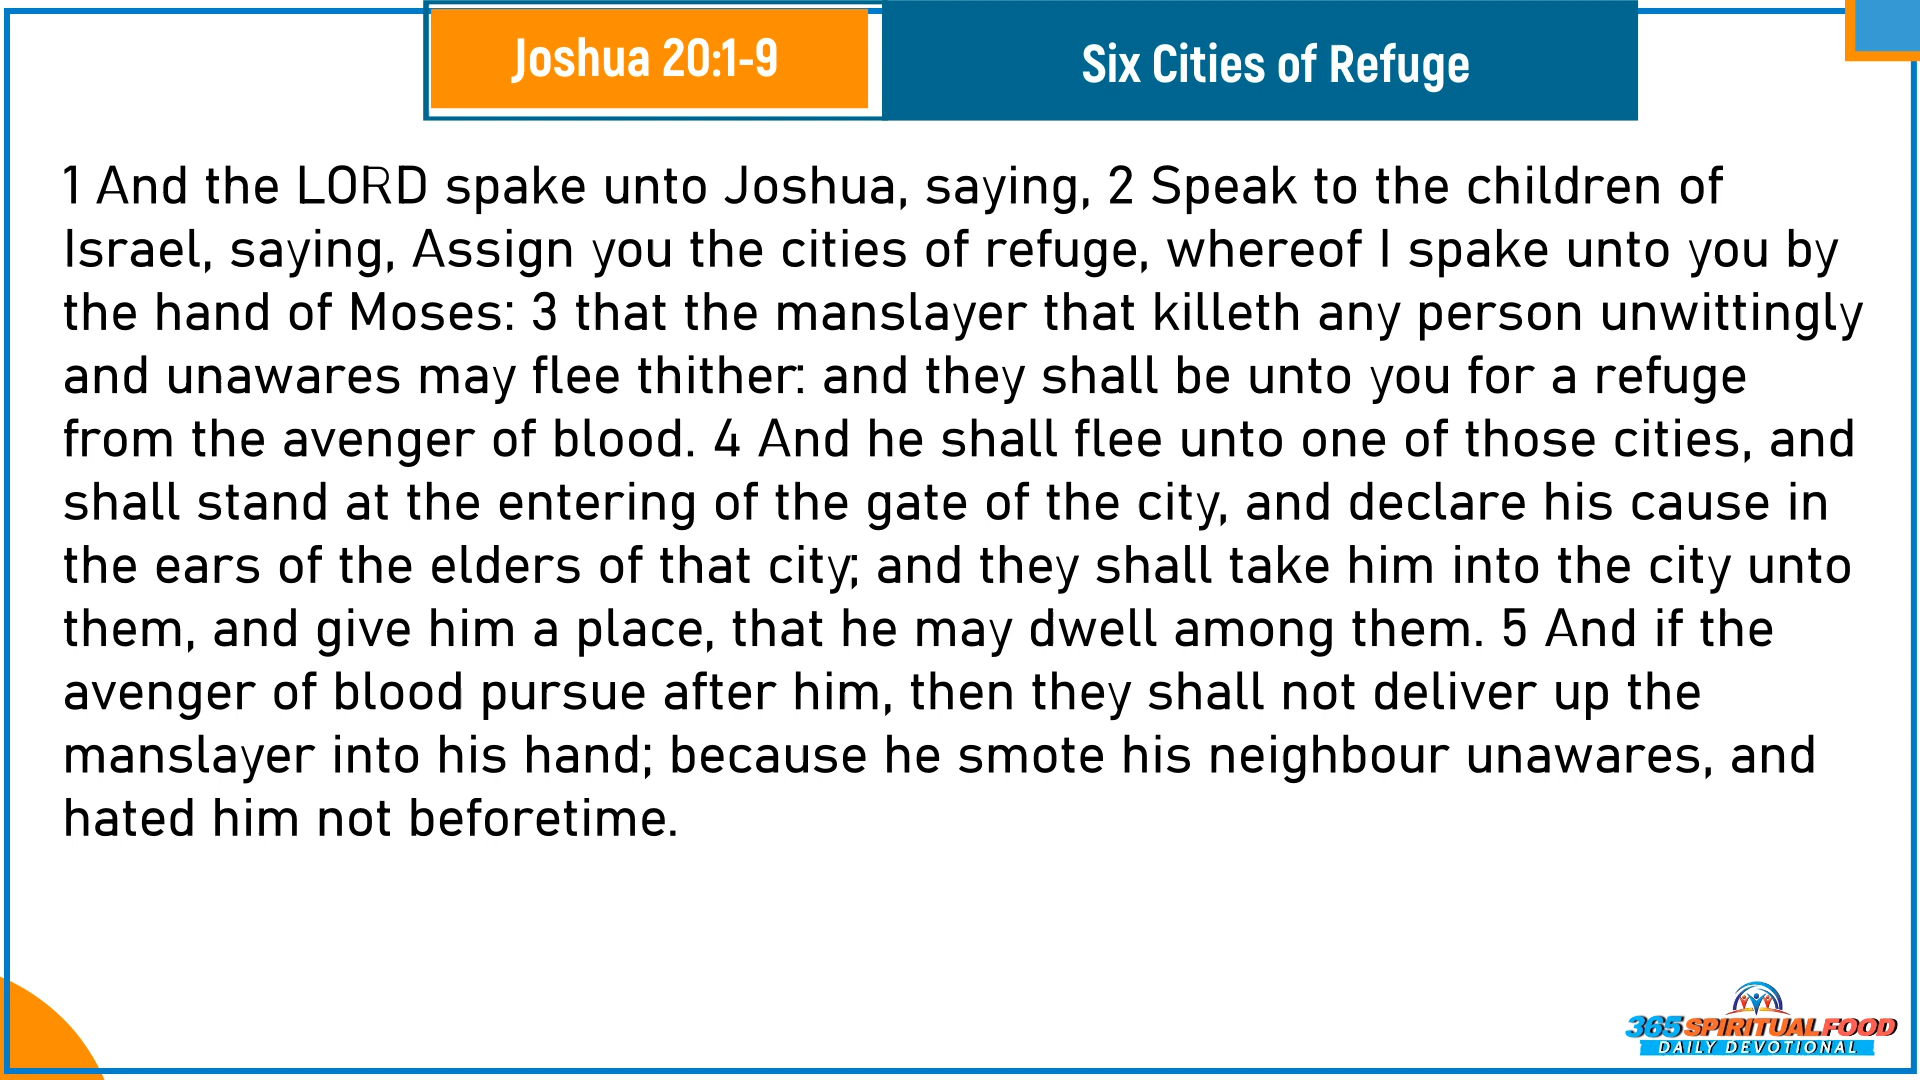 Joshua 20:1-9
Six Cities of Refuge
1 And the LORD spake unto Joshua, saying, 2 Speak to the children of
Israel, saying, Assign you the cities of refuge, whereof I spake unto you by
the hand of Moses: 3 that the manslayer that killeth any person unwittingly
and unawares may flee thither: and they shall be unto you for a refuge
from the avenger of blood. 4 And he shall flee unto one of those cities, and
shall stand at the entering of the gate of the city, and declare his cause in
the ears of the elders of that city; and they shall take him into the city unto
them, and give him a place, that he may dwell among them. 5 And if the
avenger of blood pursue after him, then they shall not deliver up the
manslayer into his hand; because he smote his neighbour unawares, and
hated him not beforetime.
365 SPIRITUAL FOOD
DAILY DEVOTIONAL